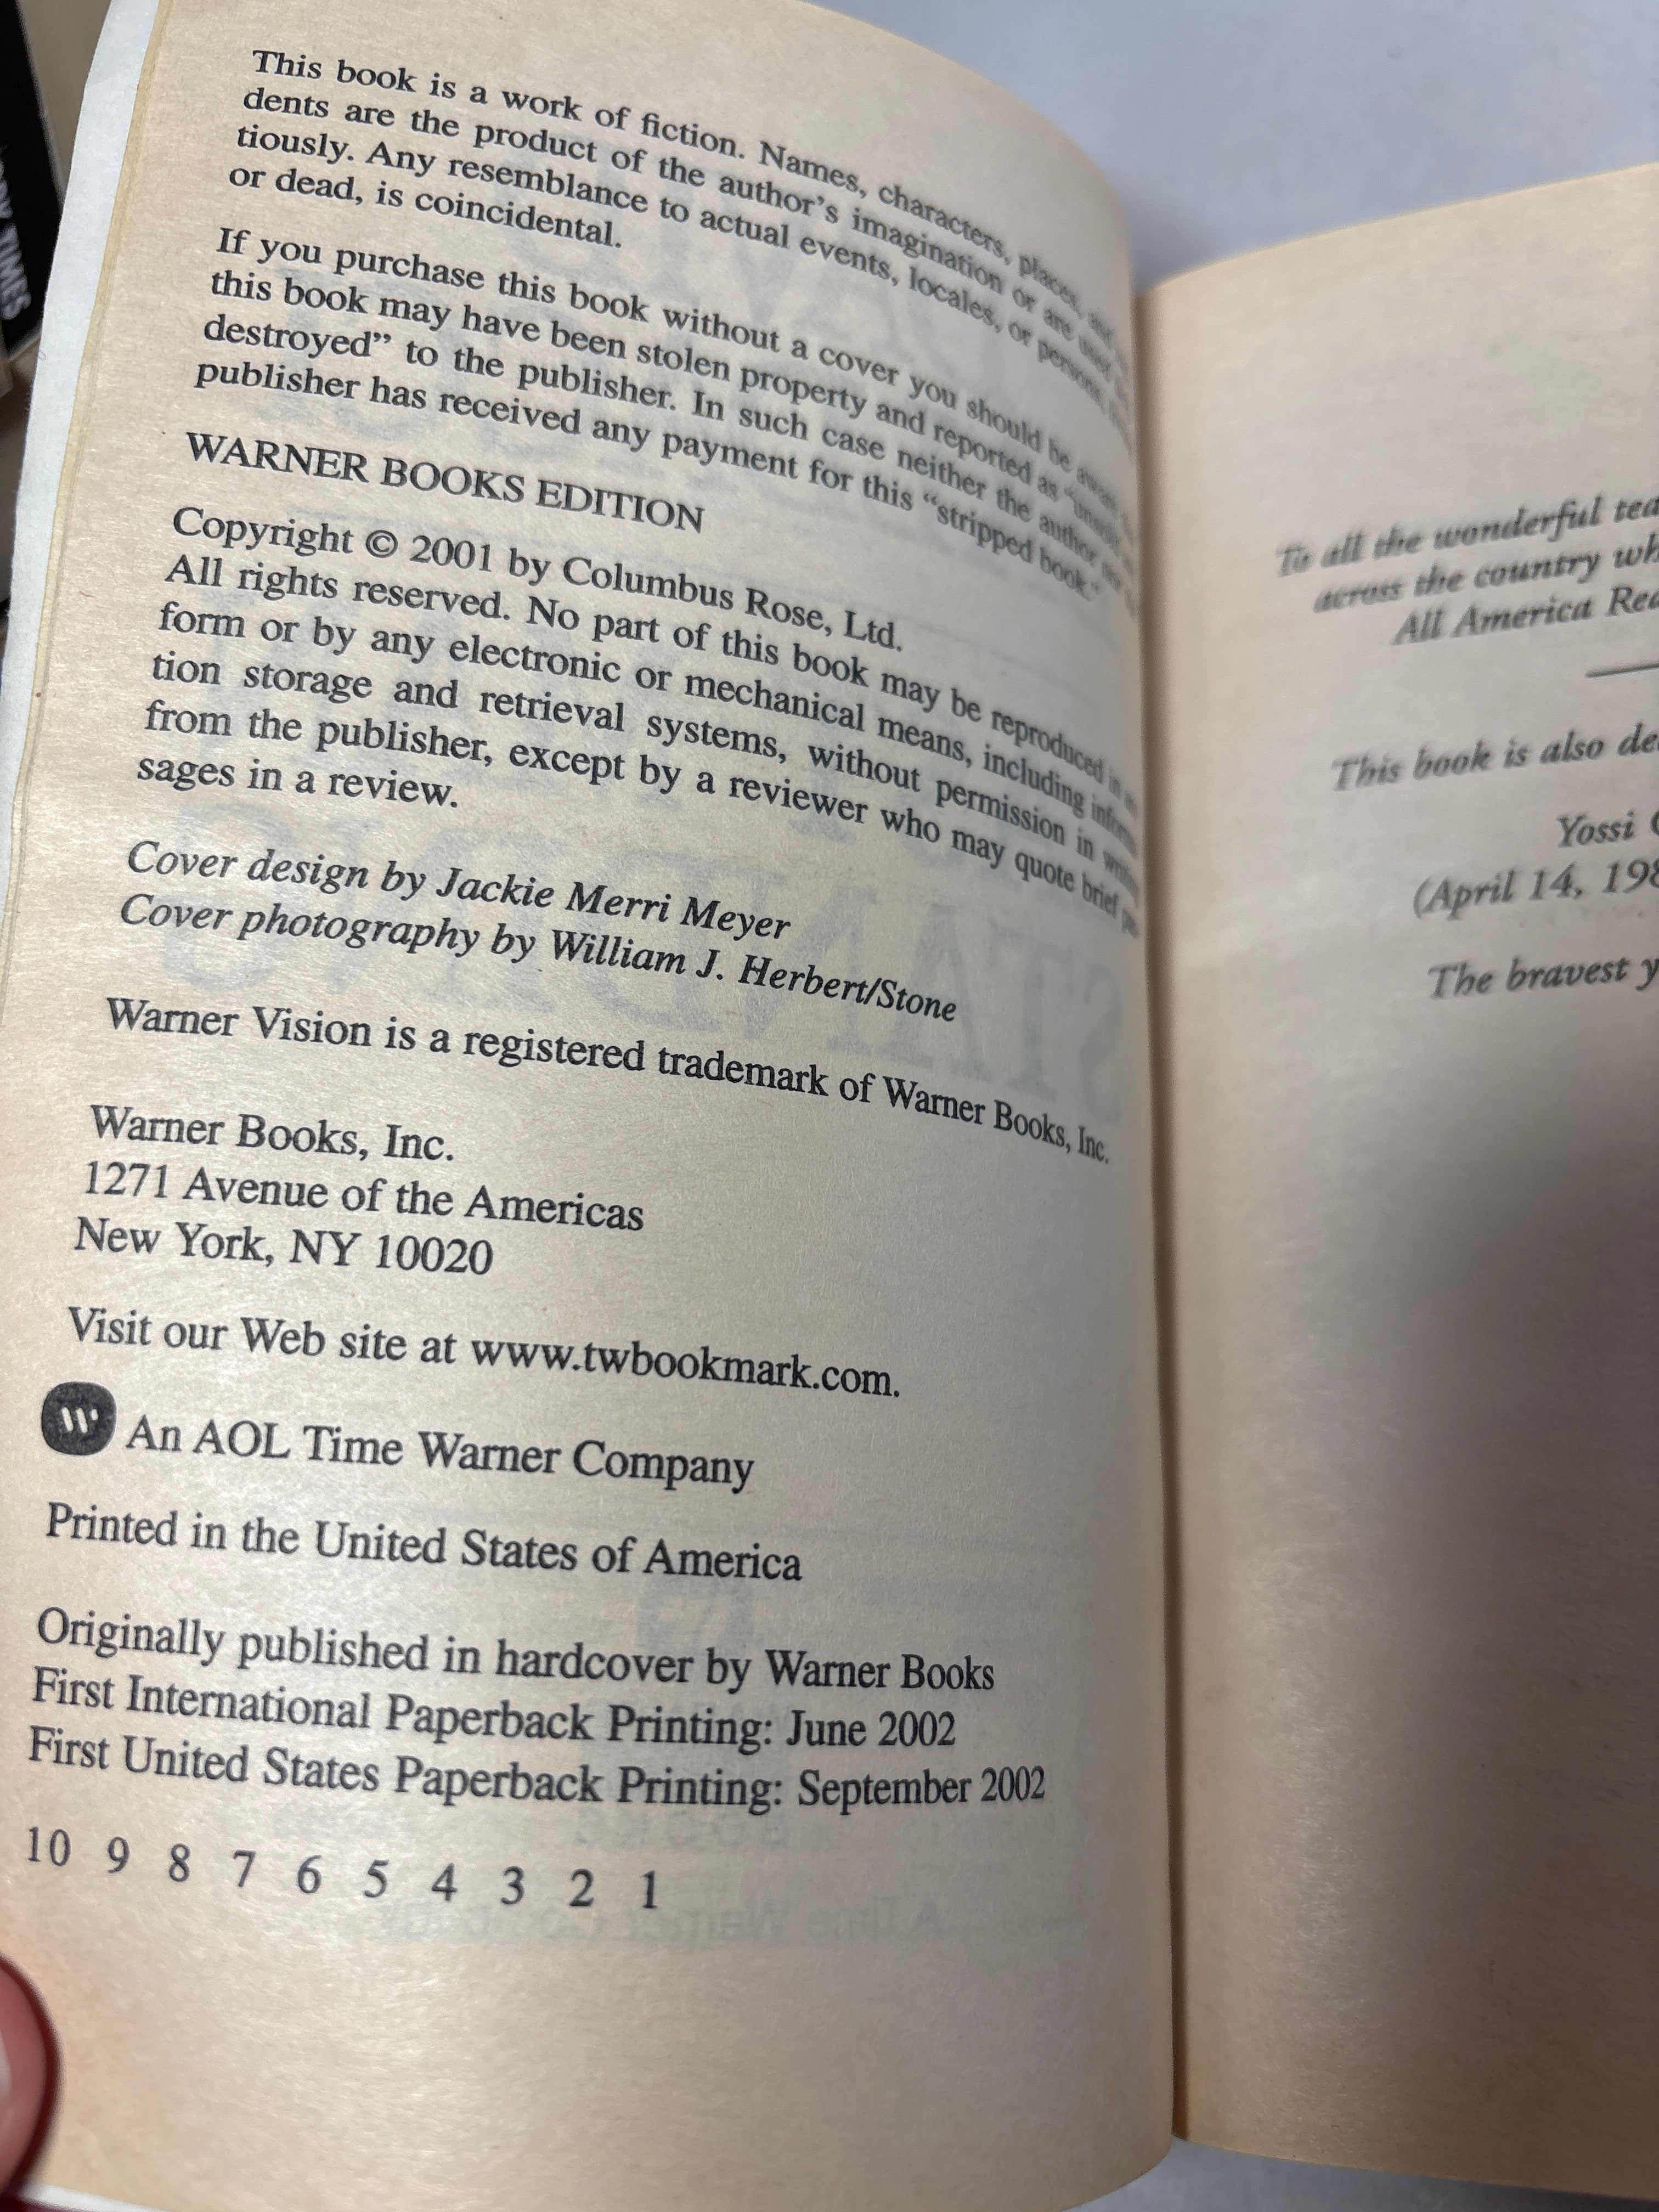 This book is a work of fiction. Names, characters, places, and
dents are the product of the author's imagination or are used
tiously. Any resemblance to actual events, locales, or persons,
or dead, is coincidental.
If you purchase this book without a cover you should be aware
this book may have been stolen property and reported as “unsold
destroyed” to the publisher. In such case neither the author nor
publisher has received any payment for this “stripped book.”
WARNER BOOKS EDITION
Copyright © 2001 by Columbus Rose, Ltd.
All rights reserved. No part of this book may be reproduced in
form or by any electronic or mechanical means, including informa
tion storage and retrieval systems, without permission in writing
from the publisher, except by a reviewer who may quote brief
sages in a review.
Cover design by Jackie Merri Meyer
Cover photography by William J. Herbert/Stone
Warner Vision is a registered trademark of Warner Books, Inc.
Warner Books, Inc.
1271 Avenue of the Americas
New York, NY 10020
Visit our Web site at www.twbookmark.com.
W
An AOL Time Warner Company
Printed in the United States of America
Originally published in hardcover by Warner Books
First International Paperback Printing: June 2002
First United States Paperback Printing: September 2002
10 9 8 7 6 5 4 3 2 1
To all the wonderful tea
across the country wh
All America Rea
This book is also de
Yossi
(April 14, 198
The bravest y
TIMES